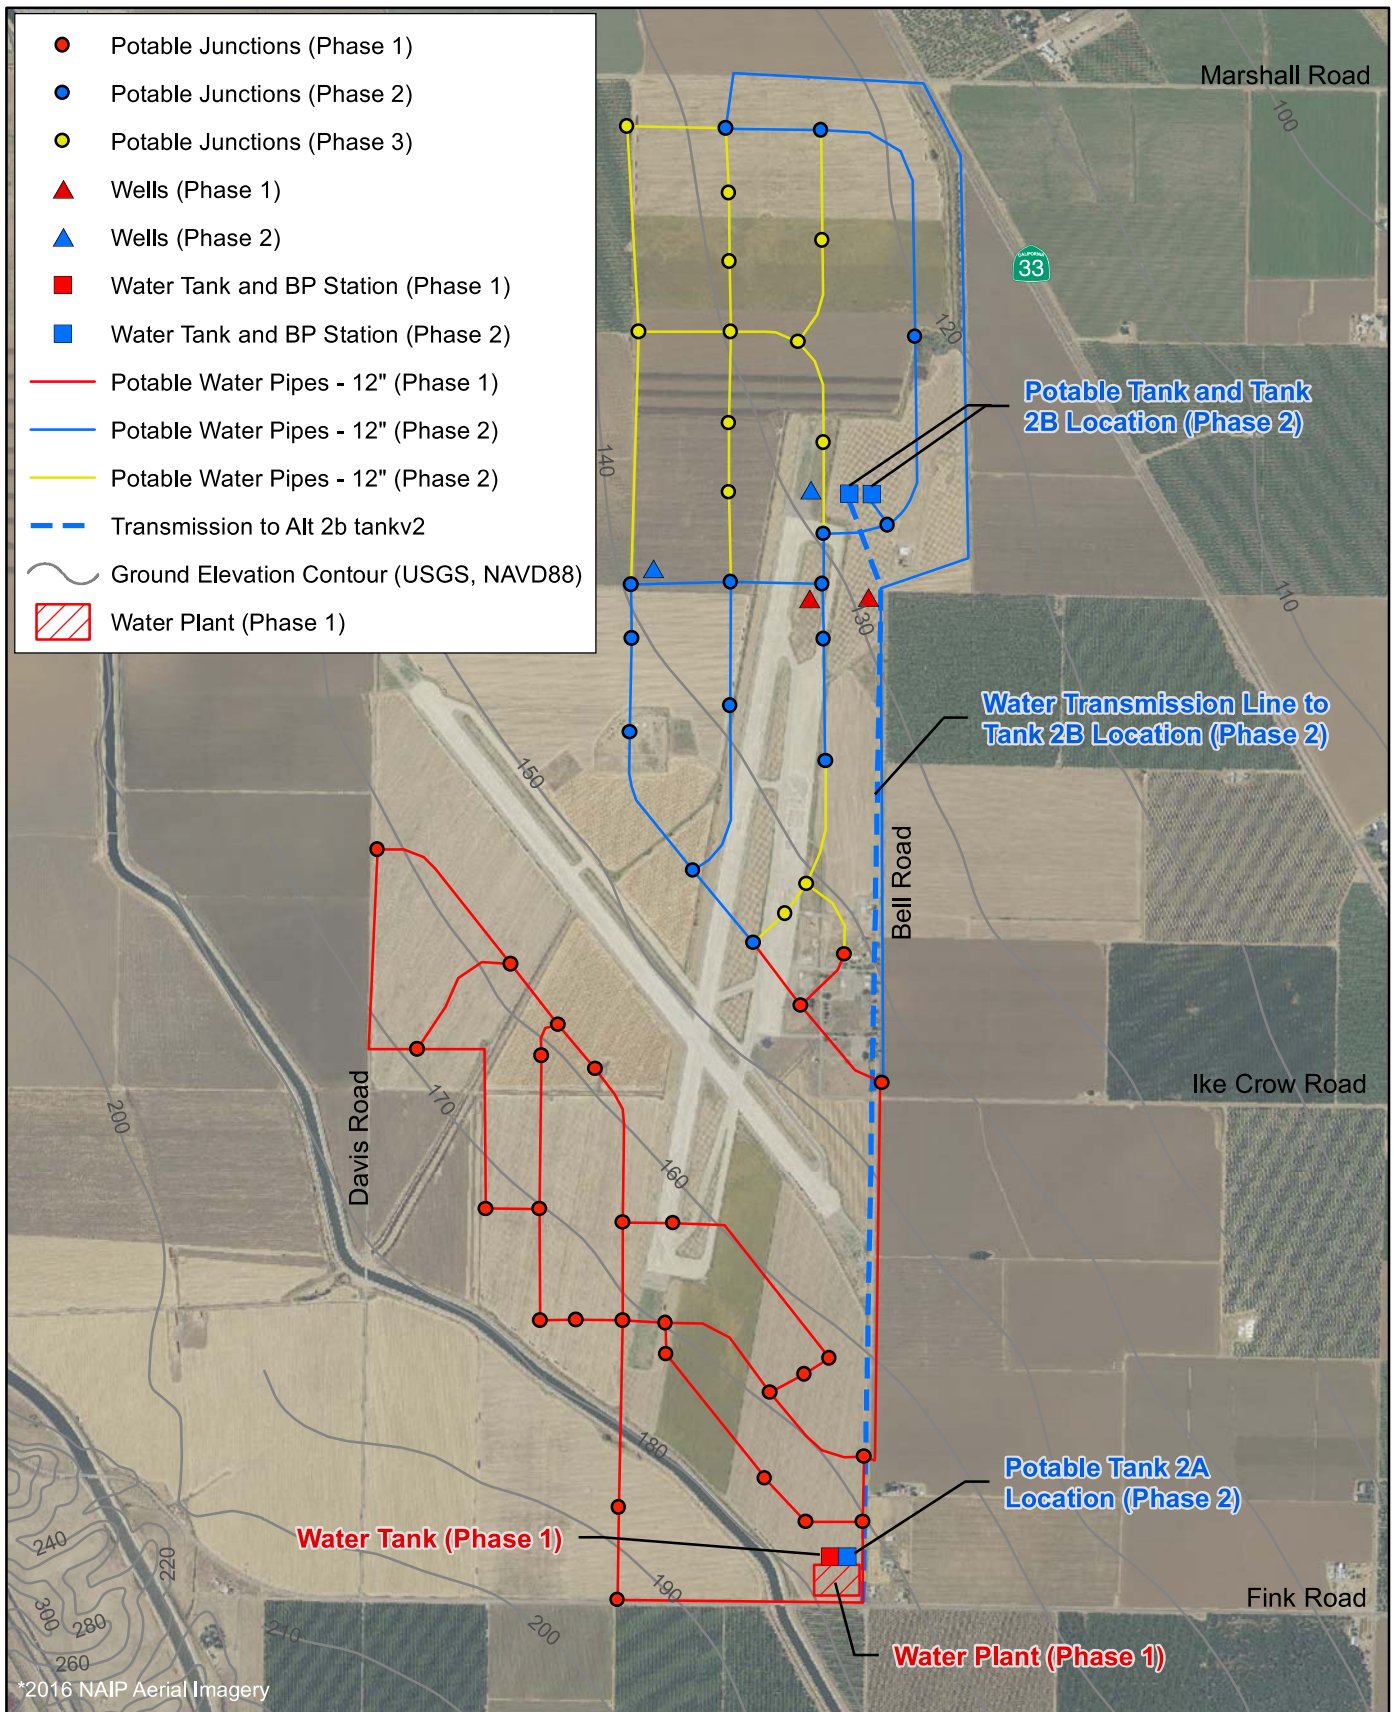 Potable Junctions (Phase 1)
Potable Junctions (Phase 2)
Potable Junctions (Phase 3)
Wells (Phase 1)
Wells (Phase 2)
Water Tank and BP Station (Phase 1)
Water Tank and BP Station (Phase 2)
Potable Water Pipes - 12" (Phase 1)
Potable Water Pipes - 12" (Phase 2)
Potable Water Pipes - 12" (Phase 2)
Transmission to Alt 2b tankv2
Ground Elevation Contour (USGS, NAVD88)
Water Plant (Phase 1)
Marshall Road
100
CALIFORNIA
33
120
Potable Tank and Tank
2B Location (Phase 2)
140
110
130
Water Transmission Line to
Tank 2B Location (Phase 2)
150
Bell Road
Ike Crow Road
170
200
Davis Road
160
180
Potable Tank 2A
Location (Phase 2)
Water Tank (Phase 1)
240
220
190
Fink Road
300
280
210
200
260
Water Plant (Phase 1)
*2016 NAIP Aerial Imagery